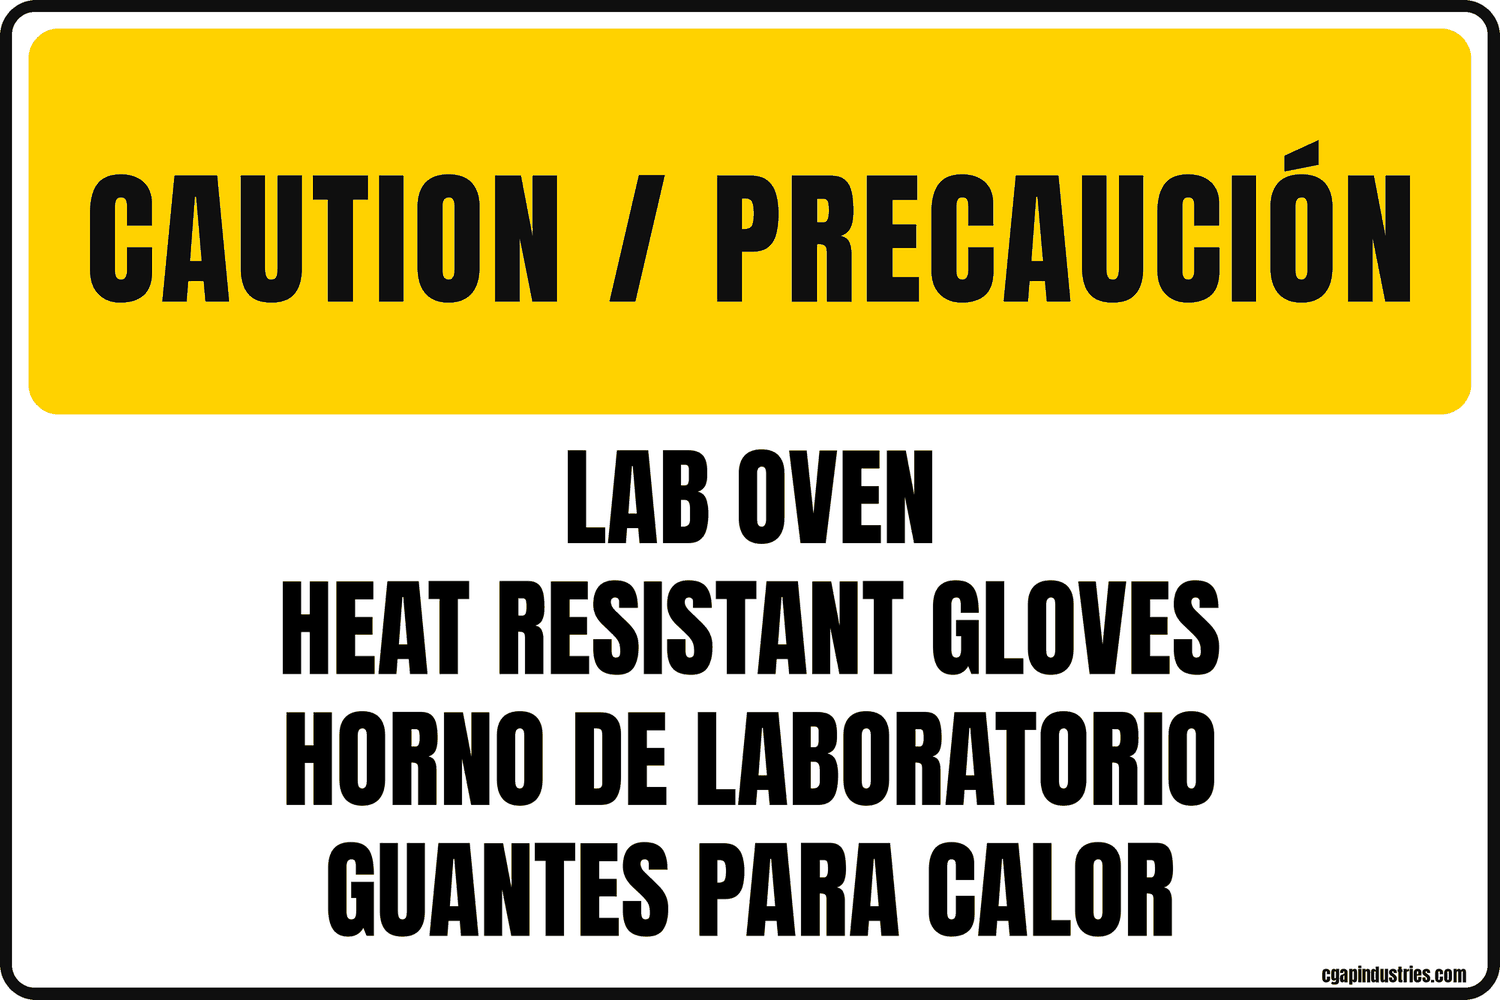 CAUTION / PRECAUCIÓN
LAB OVEN
HEAT RESISTANT GLOVES
HORNO DE LABORATORIO
GUANTES PARA CALOR
cgapindustries.com